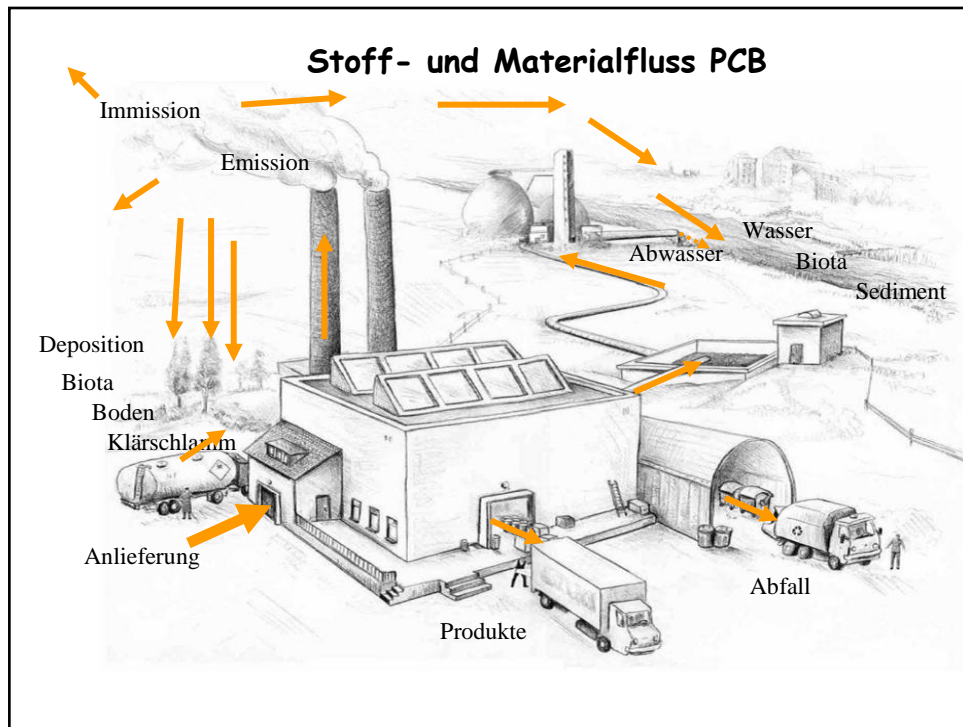 Stoff- und Materialfluss PCB
Immission
Emission
Wasser
Abwasser
Biota
Sediment
Deposition
Biota
Boden
Klärschlamm
Anlieferung
Abfall
Produkte